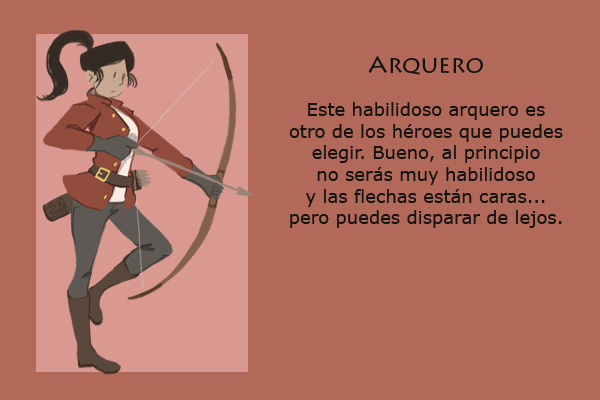 Arquero
Este habilidoso arquero es
otro de los héroes que puedes
elegir. Bueno, al principio
no serás muy habilidoso
y las flechas están caras...
pero puedes disparar de lejos.